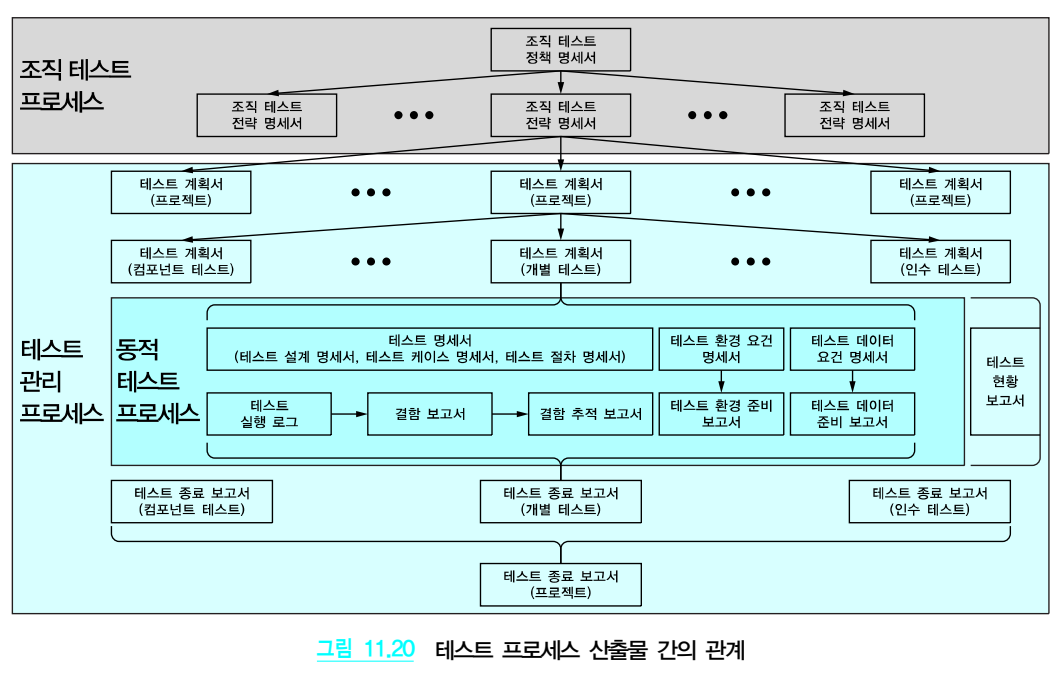 조직 테스트
프로세스
조직 테스트
정책 명세서
조직 테스트
전략 명세서
조직 테스트
전략 명세서
조직 테스트
전략 명세서
테스트
관리
프로세스
테스트 계획서
(프로젝트)
테스트 계획서
(프로젝트)
테스트 계획서
(프로젝트)
테스트 계획서
(컴포넌트 테스트)
테스트 계획서
(개별 테스트)
테스트 계획서
(인수 테스트)
동적
테스트
프로세스
테스트 명세서
(테스트 설계 명세서, 테스트 케이스 명세서, 테스트 절차 명세서)
테스트 환경 요건
명세서
테스트 데이터
요건 명세서
테스트
실행 로그
결함 보고서
결함 추적 보고서
테스트 환경 준비
보고서
테스트 데이터
준비 보고서
테스트
현황
보고서
테스트 종료 보고서
(컴포넌트 테스트)
테스트 종료 보고서
(개별 테스트)
테스트 종료 보고서
(인수 테스트)
테스트 종료 보고서
(프로젝트)
그림 11.20 테스트 프로세스 산출물 간의 관계